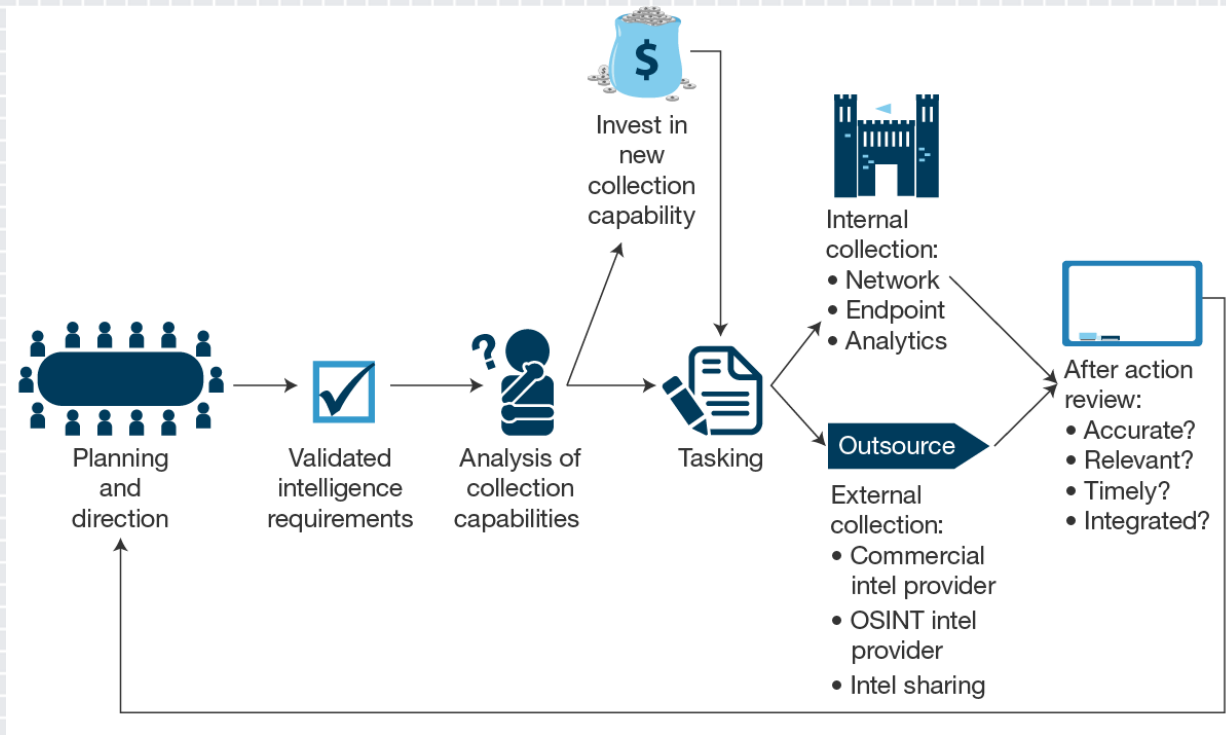 $
Invest in
new
collection
capability
Planning
and
direction
Validated
intelligence
requirements
?
Analysis of
collection
capabilities
Tasking
Internal
collection:
• Network
• Endpoint
• Analytics
Outsource
External
collection:
• Commercial
intel provider
• OSINT intel
provider
• Intel sharing
After action
review:
• Accurate?
• Relevant?
• Timely?
• Integrated?